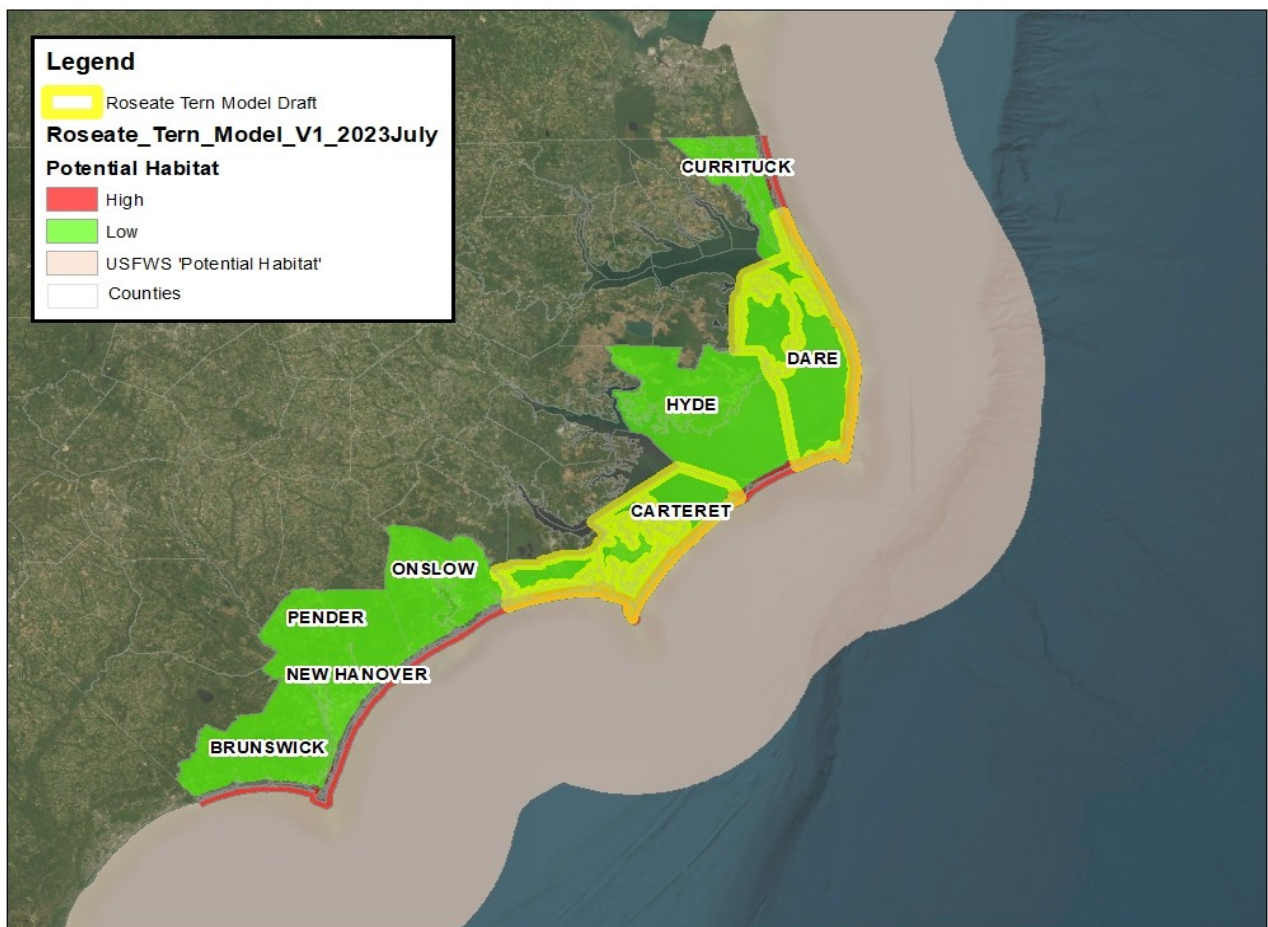 Legend
Roseate Tern Model Draft
Roseate_Tern_Model_V1_2023July
Potential Habitat
High
Low
USFWS 'Potential Habitat'
Counties
CURRITUCK
DARE
HYDE
CARTERET
ONSLOW
PENDER
NEW HANOVER
BRUNSWICK